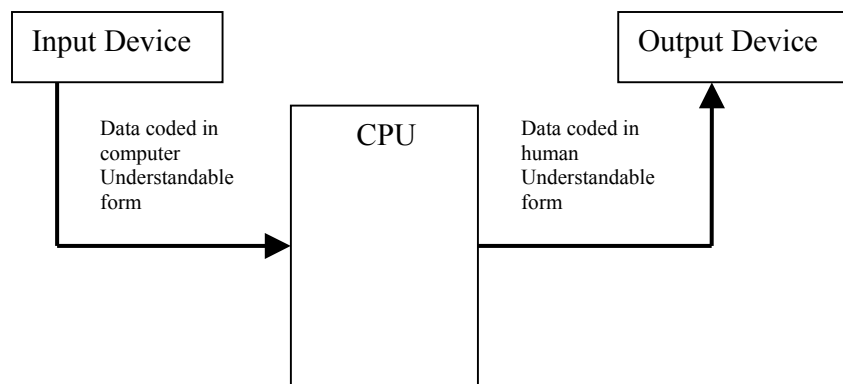 Input Device
Output Device
CPU
Data coded in
computer
Understandable
form
Data coded in
human
Understandable
form